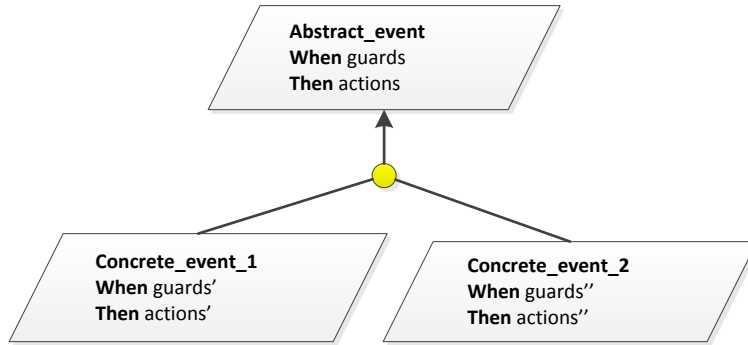 Abstract_event
When guards
Then actions
Concrete_event_1
When guards’
Then actions’
Concrete_event_2
When guards’’
Then actions’’